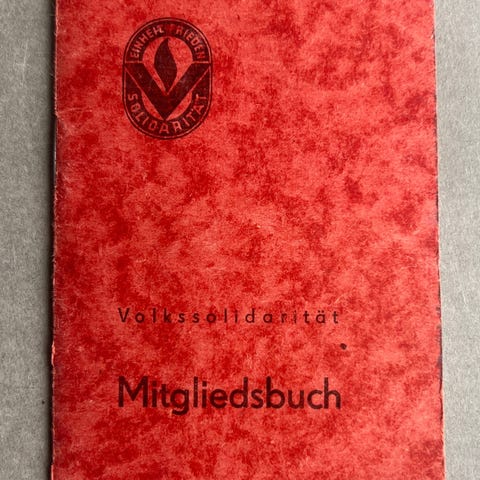 EINHEIT FRIEDEN
SOLIDARITÄT
Volkssolidarität
Mitgliedsbuch